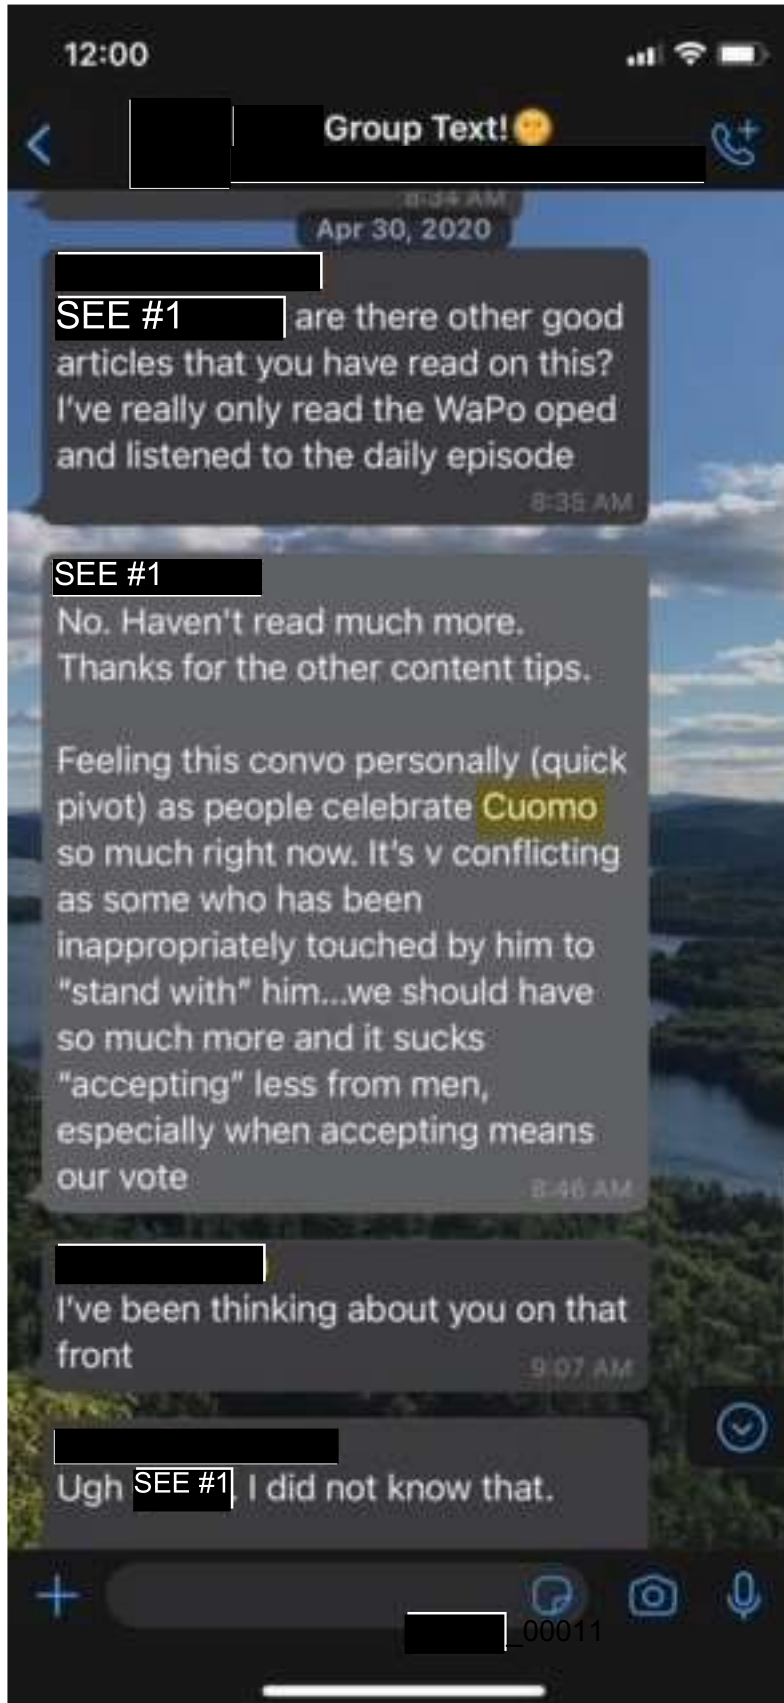 12:00
Group Text!🤫
8:34 AM
Apr 30, 2020
SEE #1 are there other good
articles that you have read on this?
I've really only read the WaPo oped
and listened to the daily episode
8:35 AM
SEE #1
No. Haven't read much more.
Thanks for the other content tips.
Feeling this convo personally (quick
pivot) as people celebrate Cuomo
so much right now. It's v conflicting
as some who has been
inappropriately touched by him to
"stand with" him...we should have
so much more and it sucks
"accepting" less from men,
especially when accepting means
our vote
8:46 AM
I've been thinking about you on that
front
9:07 AM
Ugh SEE #1. I did not know that.
_00011